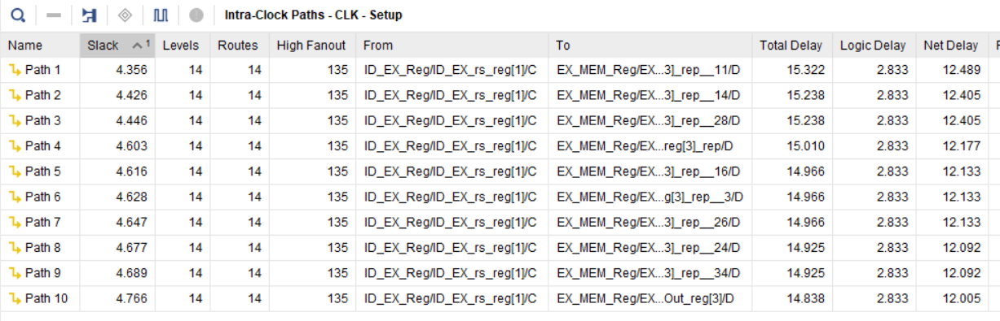 Intra-Clock Paths - CLK - Setup
Name Slack 1 Levels Routes High Fanout From To Total Delay Logic Delay Net Delay F
Path 1 4.356 14 14 135 ID_EX_Reg/ID_EX_rs_reg[1]/C EX_MEM_Reg/EX...3]_rep__11/D 15.322 2.833 12.489
Path 2 4.426 14 14 135 ID_EX_Reg/ID_EX_rs_reg[1]/C EX_MEM_Reg/EX...3]_rep__14/D 15.238 2.833 12.405
Path 3 4.446 14 14 135 ID_EX_Reg/ID_EX_rs_reg[1]/C EX_MEM_Reg/EX...3]_rep__28/D 15.238 2.833 12.405
Path 4 4.603 14 14 135 ID_EX_Reg/ID_EX_rs_reg[1]/C EX_MEM_Reg/EX...reg[3]_rep/D 15.010 2.833 12.177
Path 5 4.616 14 14 135 ID_EX_Reg/ID_EX_rs_reg[1]/C EX_MEM_Reg/EX...3]_rep__16/D 14.966 2.833 12.133
Path 6 4.628 14 14 135 ID_EX_Reg/ID_EX_rs_reg[1]/C EX_MEM_Reg/EX...g[3]_rep__3/D 14.966 2.833 12.133
Path 7 4.647 14 14 135 ID_EX_Reg/ID_EX_rs_reg[1]/C EX_MEM_Reg/EX...3]_rep__26/D 14.966 2.833 12.133
Path 8 4.677 14 14 135 ID_EX_Reg/ID_EX_rs_reg[1]/C EX_MEM_Reg/EX...3]_rep__24/D 14.925 2.833 12.092
Path 9 4.689 14 14 135 ID_EX_Reg/ID_EX_rs_reg[1]/C EX_MEM_Reg/EX...3]_rep__34/D 14.925 2.833 12.092
Path 10 4.766 14 14 135 ID_EX_Reg/ID_EX_rs_reg[1]/C EX_MEM_Reg/EX...Out_reg[3]/D 14.838 2.833 12.005